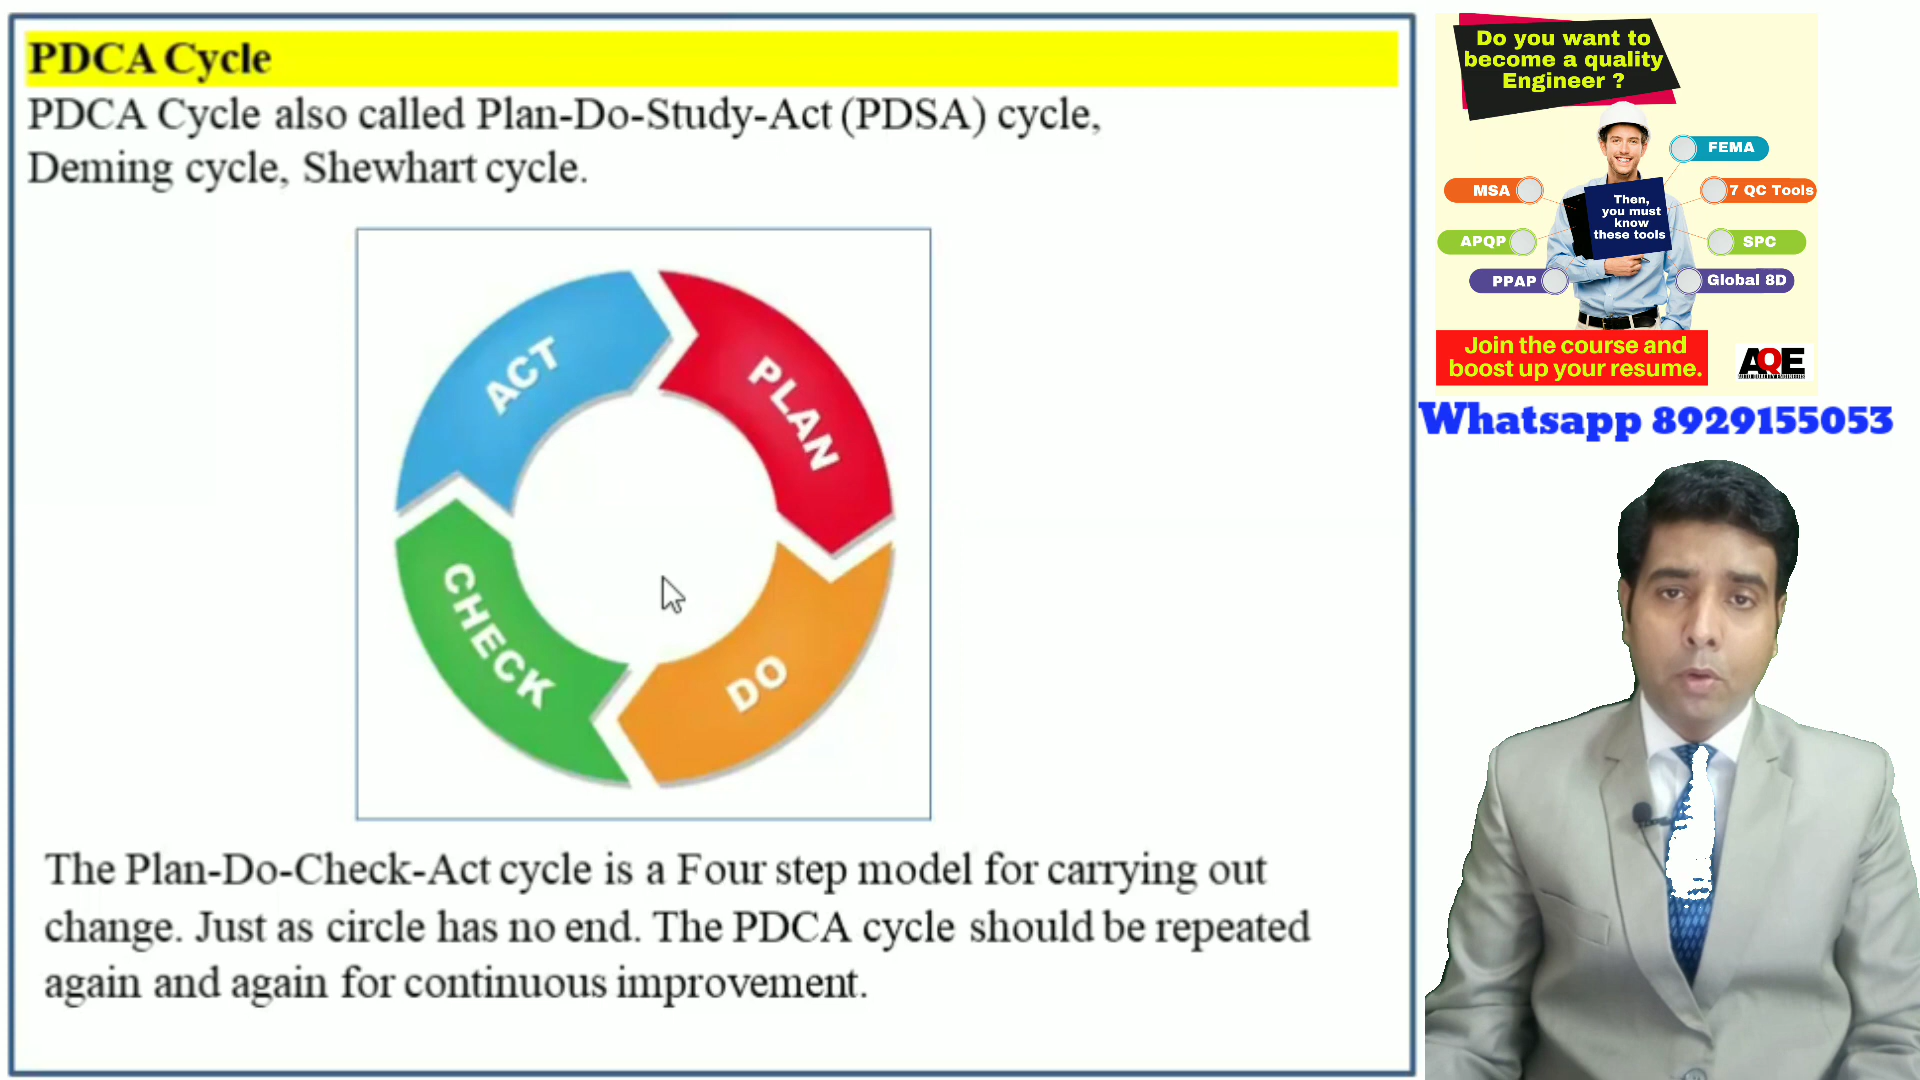 PDCA Cycle
PDCA Cycle also called Plan-Do-Study-Act (PDSA) cycle,
Deming cycle, Shewhart cycle.
ACT
PLAN
CHECK
DO
The Plan-Do-Check-Act cycle is a Four step model for carrying out
change. Just as circle has no end. The PDCA cycle should be repeated
again and again for continuous improvement.
Do you want to
become a quality
Engineer ?
FEMA
MSA
7 QC Tools
Then,
you must
know
these tools
APQP
SPC
PPAP
Global 8D
Join the course and
boost up your resume.
AQE
Whatsapp 8929155053